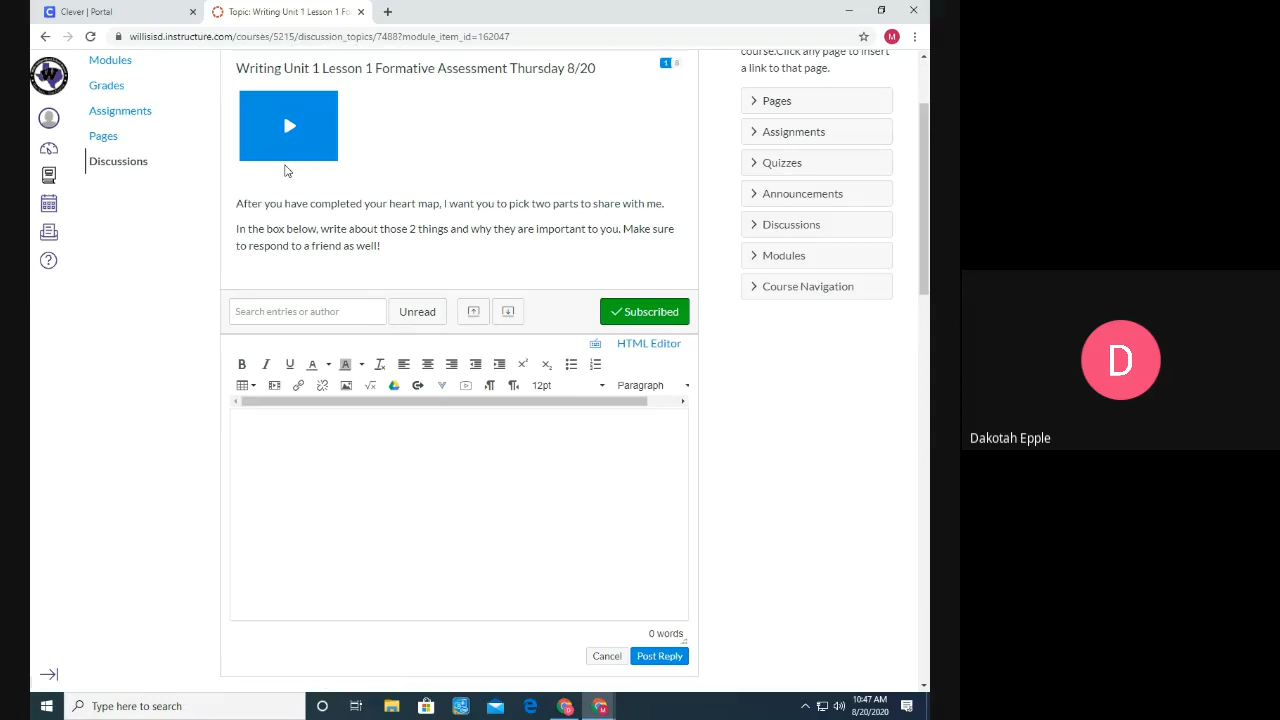 Clever | Portal
Topic: Writing Unit 1 Lesson 1 Fo
willisisd.instructure.com/courses/5215/discussion_topics/7488?module_item_id=162047
M
W
Modules
Grades
Assignments
Pages
Discussions
Writing Unit 1 Lesson 1 Formative Assessment Thursday 8/20
1 8
After you have completed your heart map, I want you to pick two parts to share with me.
In the box below, write about those 2 things and why they are important to you. Make sure
to respond to a friend as well!
Search entries or author
Unread
Subscribed
HTML Editor
12pt
Paragraph
0 words
Cancel
Post Reply
course.Click any page to insert
a link to that page.
Pages
Assignments
Quizzes
Announcements
Discussions
Modules
Course Navigation
D
Dakotah Epple
Type here to search
10:47 AM
8/20/2020